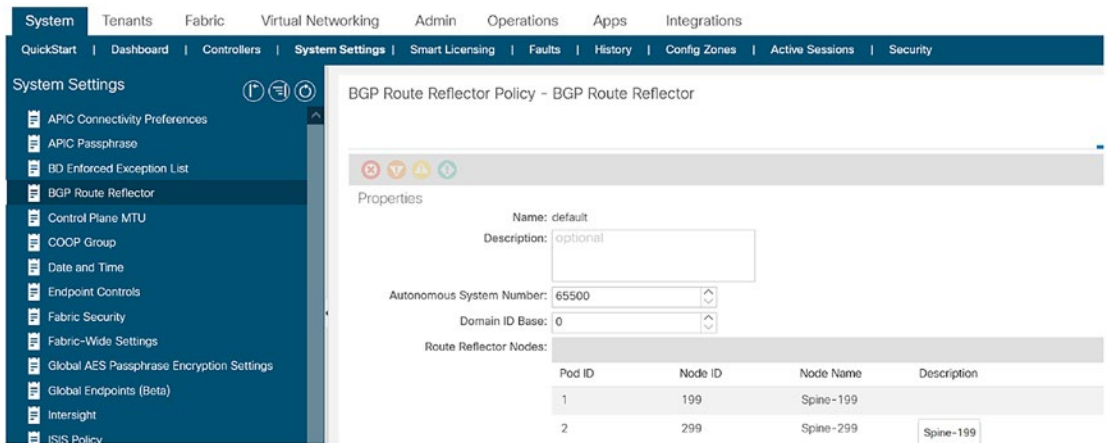 System Tenants Fabric Virtual Networking Admin Operations Apps Integrations
QuickStart | Dashboard | Controllers | System Settings | Smart Licensing | Faults | History | Config Zones | Active Sessions | Security
System Settings
APIC Connectivity Preferences
APIC Passphrase
BD Enforced Exception List
BGP Route Reflector
Control Plane MTU
COOP Group
Date and Time
Endpoint Controls
Fabric Security
Fabric-Wide Settings
Global AES Passphrase Encryption Settings
Global Endpoints (Beta)
Intersight
ISIS Policy
BGP Route Reflector Policy - BGP Route Reflector
Properties
Name: default
Description: optional
Autonomous System Number: 65500
Domain ID Base: 0
Route Reflector Nodes:
Pod ID Node ID Node Name Description
1 199 Spine-199
2 299 Spine-299 Spine-199